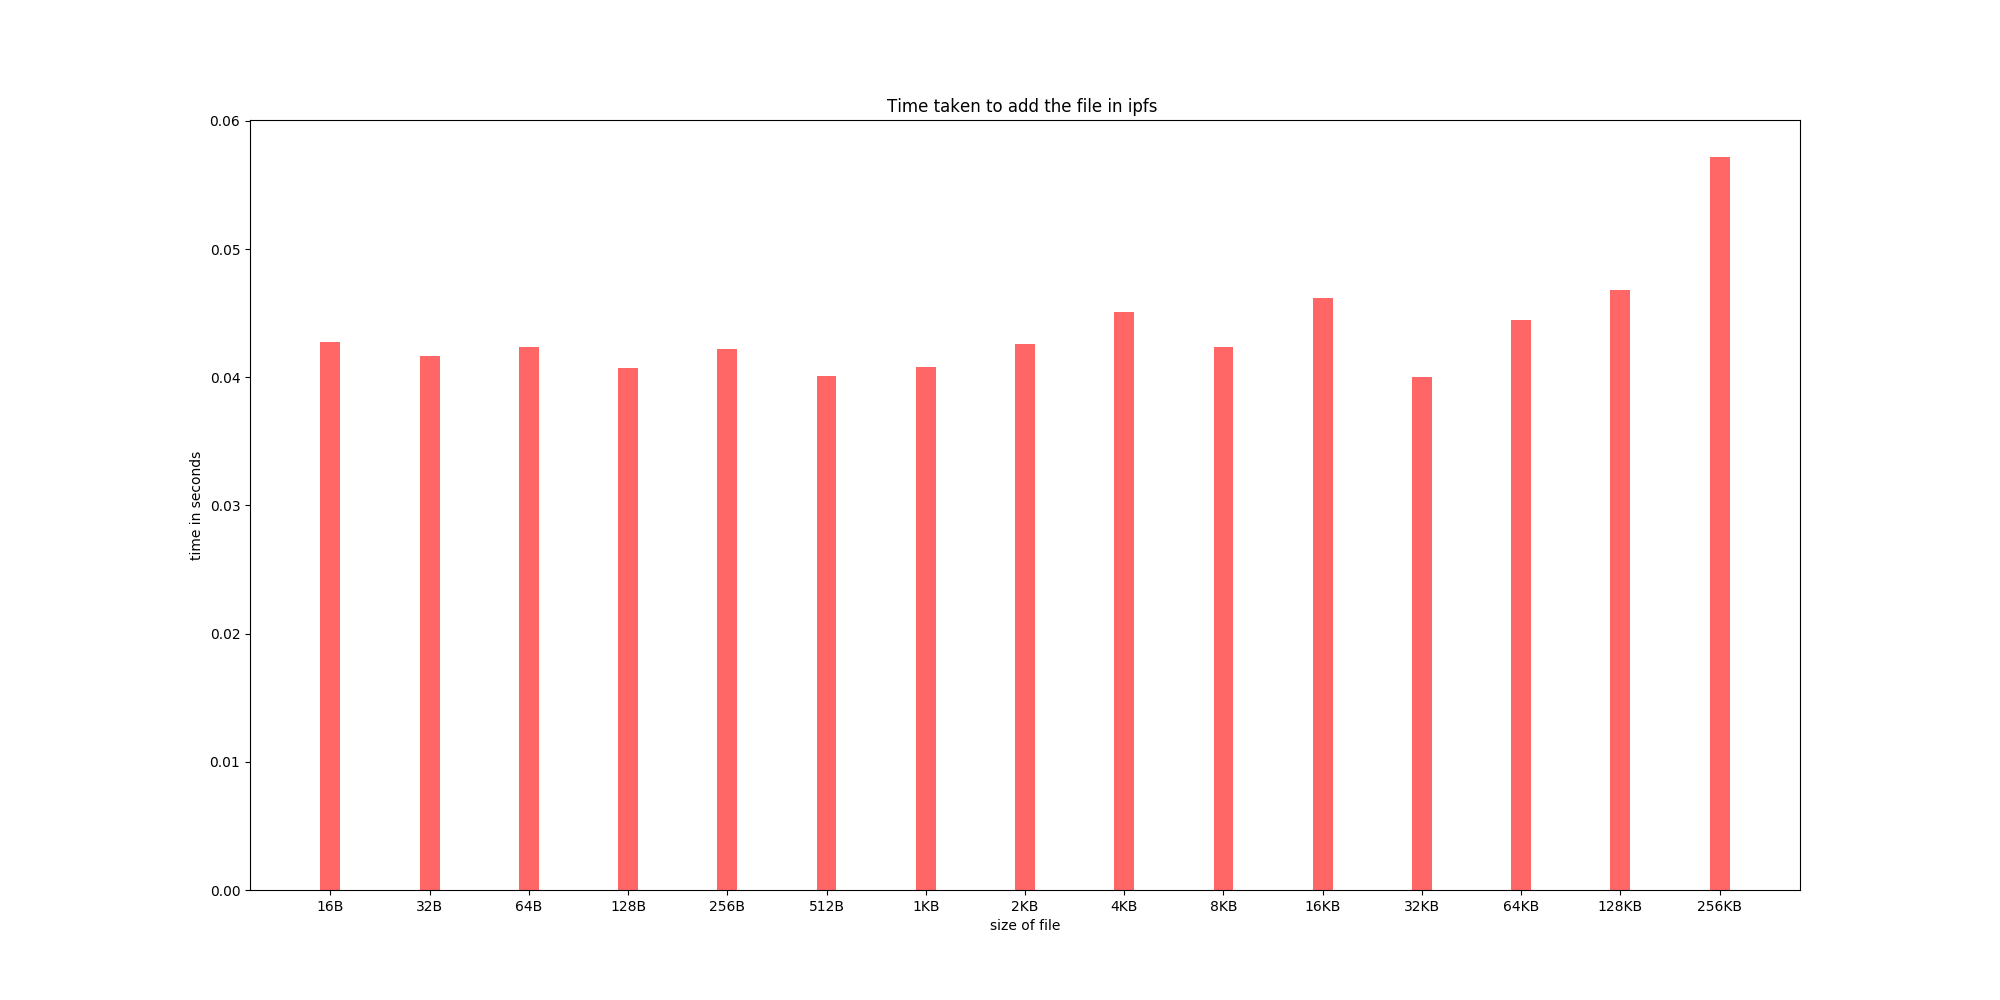 Time taken to add the file in ipfs
0.06
0.05
0.04
0.03
0.02
0.01
0.00
time in seconds
16B 32B 64B 128B 256B 512B 1KB 2KB 4KB 8KB 16KB 32KB 64KB 128KB 256KB
size of file